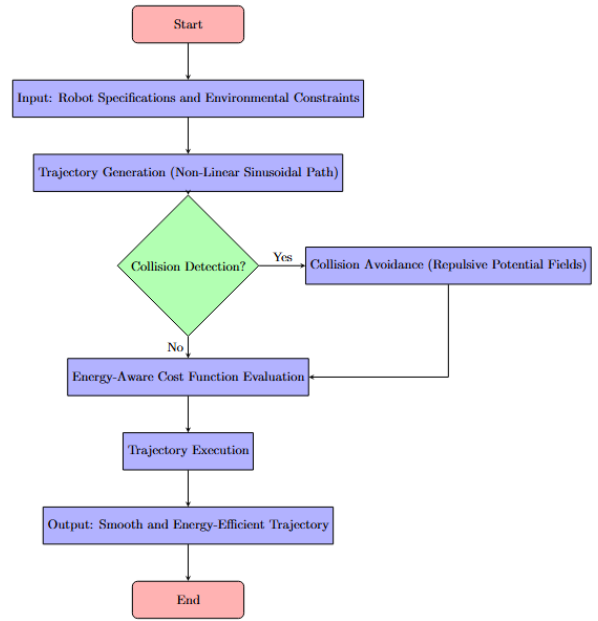 Start
Input: Robot Specifications and Environmental Constraints
Trajectory Generation (Non-Linear Sinusoidal Path)
Collision Detection?
Yes
Collision Avoidance (Repulsive Potential Fields)
No
Energy-Aware Cost Function Evaluation
Trajectory Execution
Output: Smooth and Energy-Efficient Trajectory
End